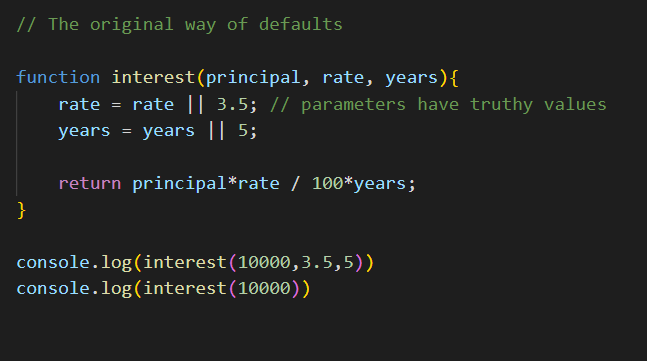 // The original way of defaults
function interest(principal, rate, years){
rate = rate || 3.5; // parameters have truthy values
years = years || 5;
return principal*rate / 100*years;
}
console.log(interest(10000,3.5,5))
console.log(interest(10000))